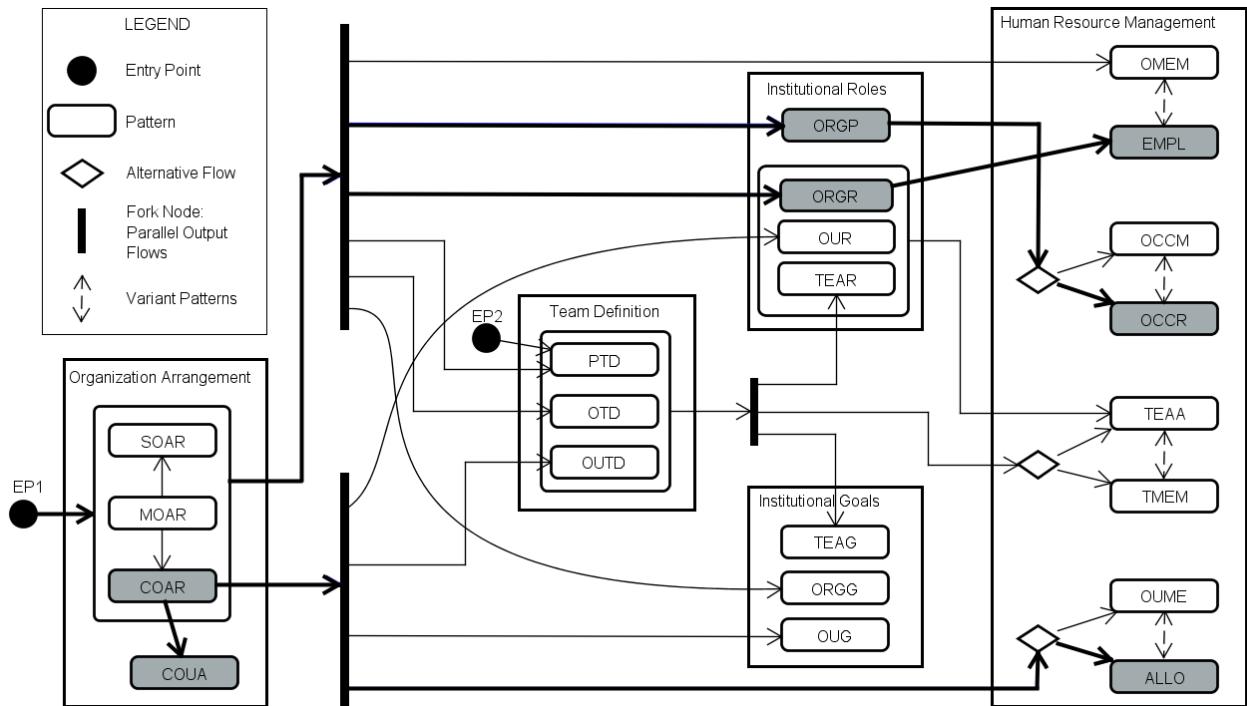 LEGEND
Entry Point
Pattern
Alternative Flow
Fork Node:
Parallel Output
Flows
Variant Patterns
EP1
Organization Arrangement
SOAR
MOAR
COAR
COUA
EP2
Team Definition
PTD
OTD
OUTD
Institutional Roles
ORGP
ORGR
OUR
TEAR
Institutional Goals
TEAG
ORGG
OUG
Human Resource Management
OMEM
EMPL
OCCM
OCCR
TEAA
TMEM
OUME
ALLO